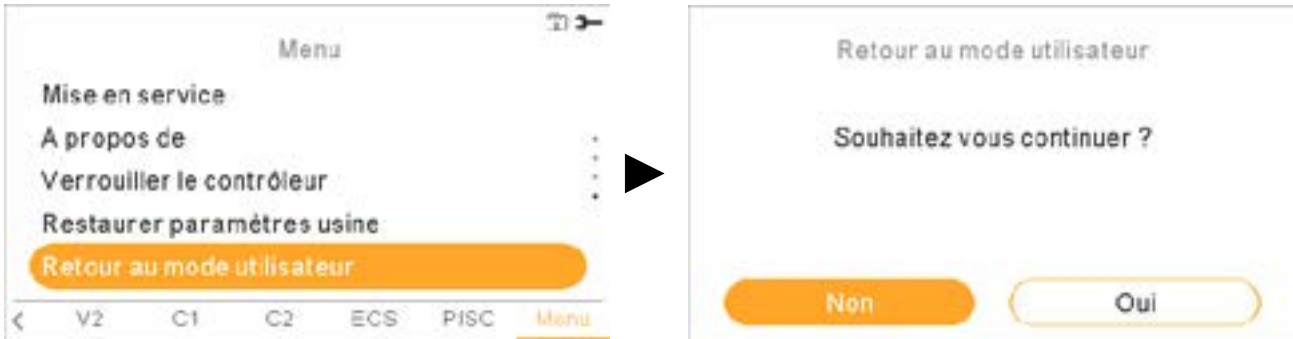 Menu
Mise en service
A propos de
Verrouiller le contrôleur
Restaurer paramètres usine
Retour au mode utilisateur
< V2 C1 C2 ECS PISC Menu
Retour au mode utilisateur
Souhaitez vous continuer ?
Non Oui